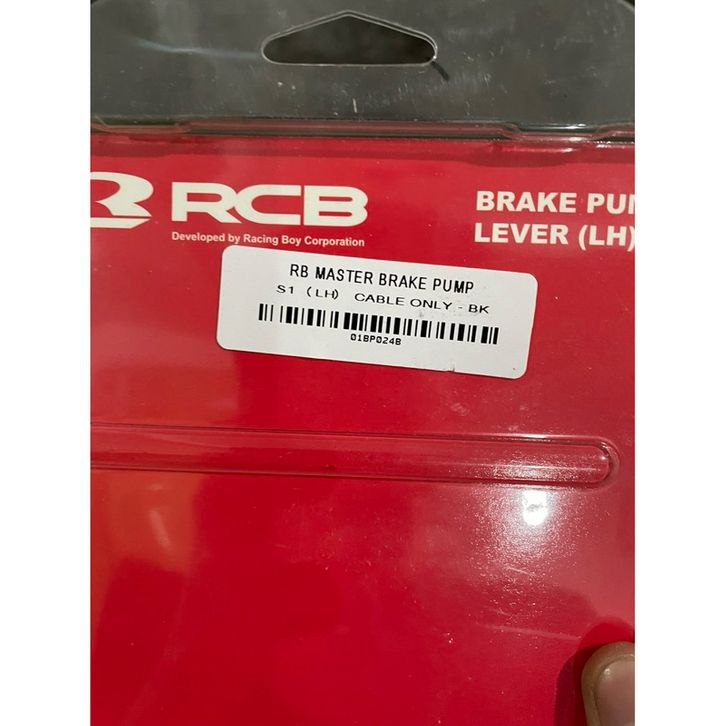 RCB
Developed by Racing Boy Corporation
BRAKE PU
LEVER (LH)
RB MASTER BRAKE PUMP
S1 (LH) CABLE ONLY - BK
01BP024B